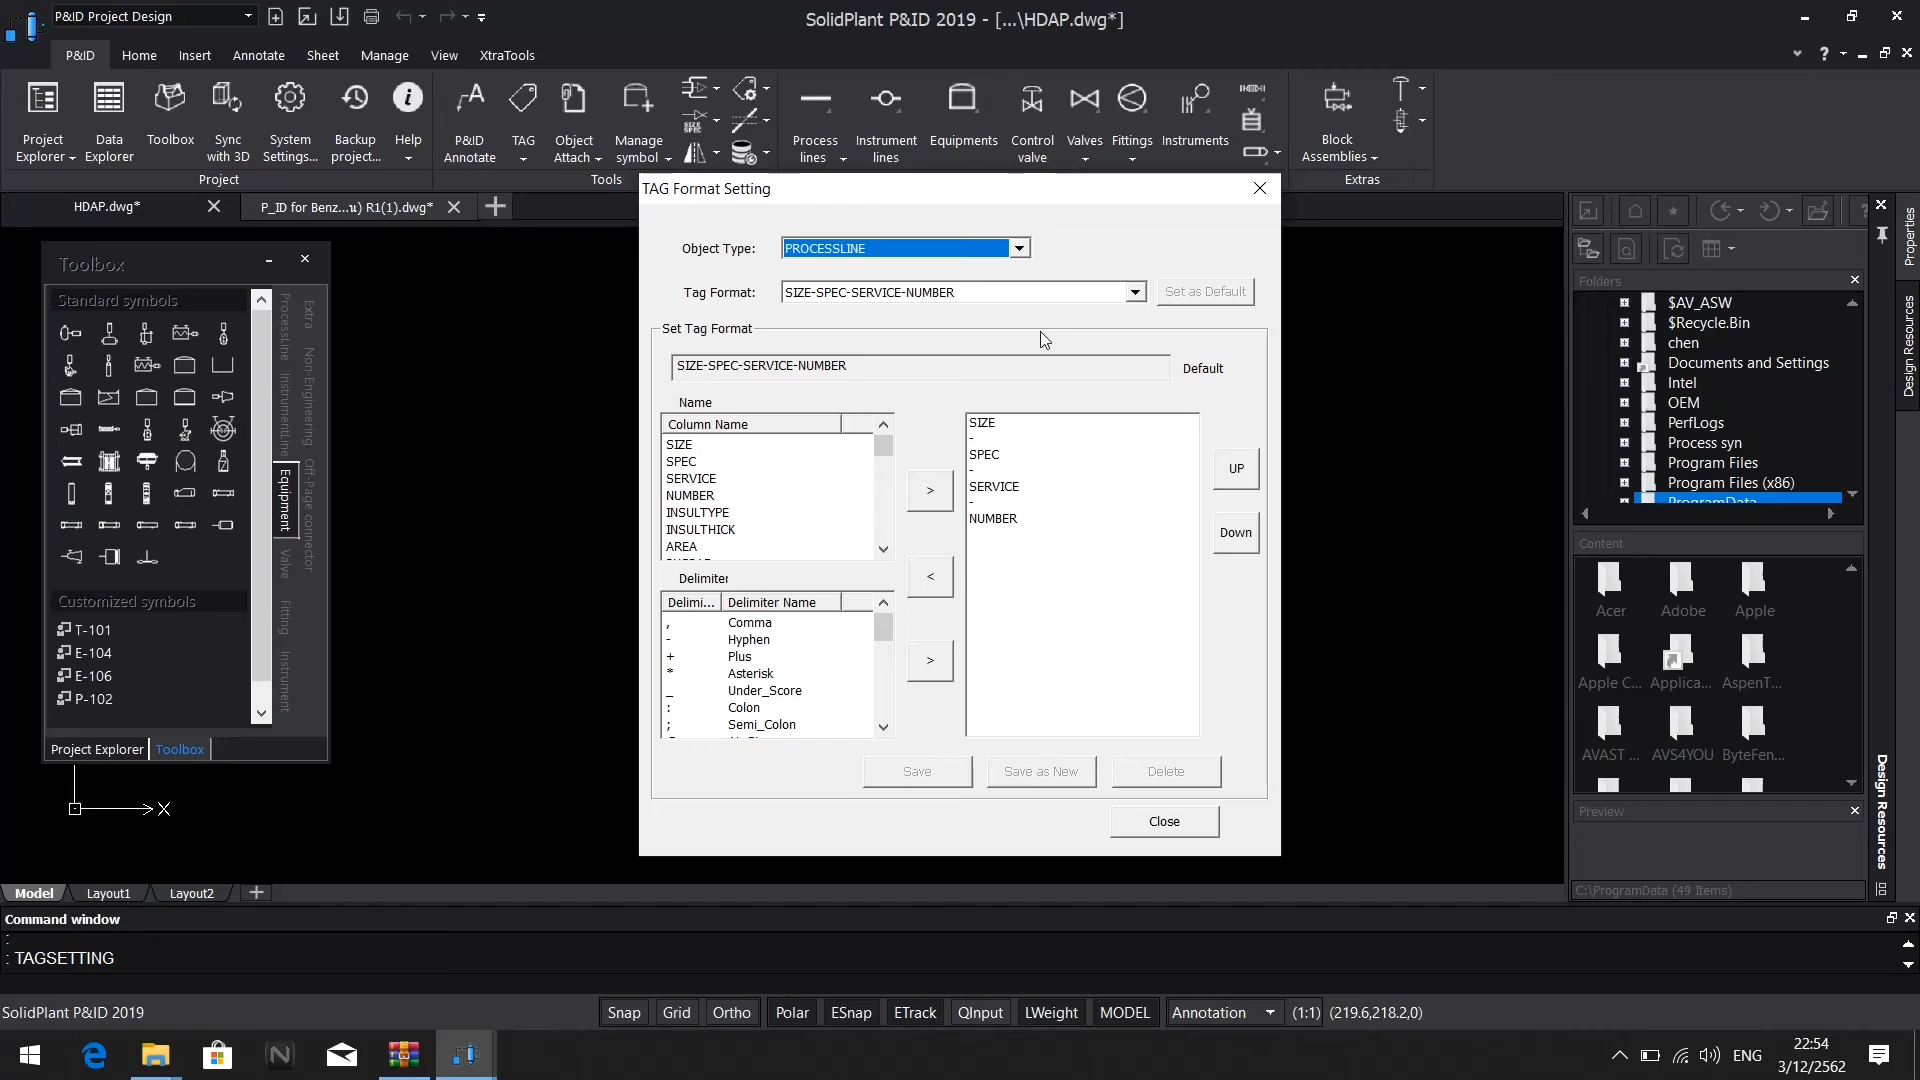 P&ID Project Design
SolidPlant P&ID 2019 - [...\HDAP.dwg*]
P&ID Home Insert Annotate Sheet Manage View XtraTools
Project Explorer
Data Explorer
Toolbox
Sync with 3D
System Settings...
Backup project...
Help
P&ID Annotate
TAG
Object Attach
Manage symbol
Process lines
Instrument lines
Equipments
Control valve
Valves
Fittings
Instruments
Block Assemblies
Project
Tools
Extras
HDAP.dwg*
P_ID for Benz...น) R1(1).dwg*
Toolbox
Standard symbols
Customized symbols
T-101
E-104
E-106
P-102
ProcessLine
InstrumentLine
Equipment
Valve
Fitting
Instrument
Extra
Non-Engineering
Off-Page connector
Project Explorer
Toolbox
X
TAG Format Setting
Object Type: PROCESSLINE
Tag Format: SIZE-SPEC-SERVICE-NUMBER Set as Default
Set Tag Format
SIZE-SPEC-SERVICE-NUMBER
Default
Name
Column Name
SIZE
SPEC
SERVICE
NUMBER
INSULTYPE
INSULTHICK
AREA
Delimiter
Delimi... Delimiter Name
, Comma
- Hyphen
+ Plus
* Asterisk
_ Under_Score
: Colon
; Semi_Colon
>
<
>
SIZE
-
SPEC
-
SERVICE
-
NUMBER
UP
Down
Save
Save as New
Delete
Close
Folders
$AV_ASW
$Recycle.Bin
chen
Documents and Settings
Intel
OEM
PerfLogs
Process syn
Program Files
Program Files (x86)
ProgramData
Content
Acer Adobe Apple
Apple C... Applica... AspenT...
AVAST ... AVS4YOU ByteFen...
Preview
C:\ProgramData (49 Items)
Properties
Design Resources
Design Resources
Model Layout1 Layout2
Command window
:
: TAGSETTING
SolidPlant P&ID 2019
Snap Grid Ortho Polar ESnap ETrack QInput LWeight MODEL Annotation (1:1) (219.6,218.2,0)
ENG
22:54
3/12/2562